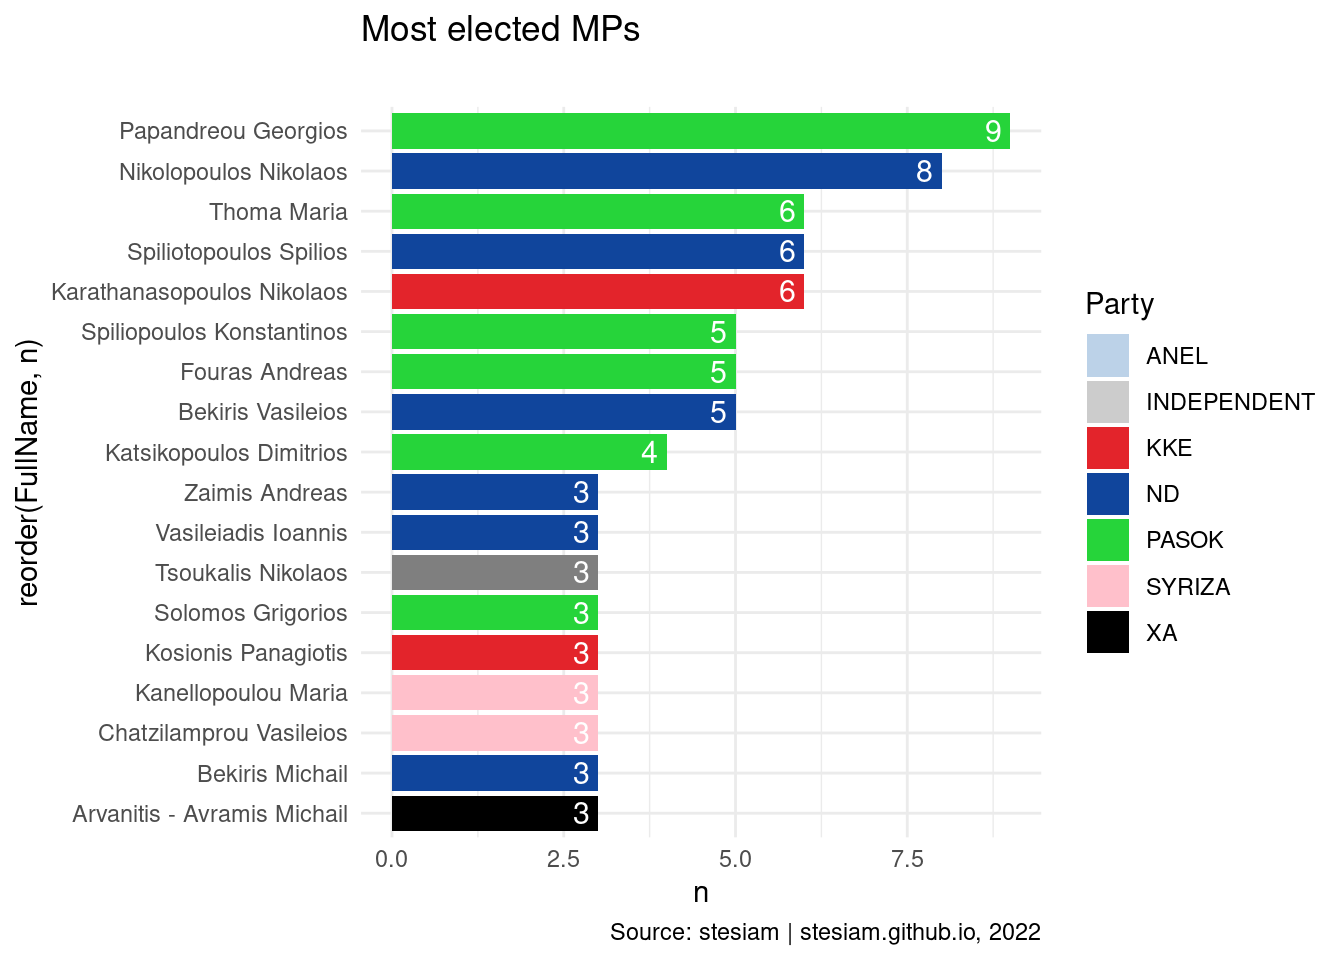 Most elected MPs
reorder(FullName, n)
Papandreou Georgios 9
Nikolopoulos Nikolaos 8
Thoma Maria 6
Spiliotopoulos Spilios 6
Karathanasopoulos Nikolaos 6
Spiliopoulos Konstantinos 5
Fouras Andreas 5
Bekiris Vasileios 5
Katsikopoulos Dimitrios 4
Zaimis Andreas 3
Vasileiadis Ioannis 3
Tsoukalis Nikolaos 3
Solomos Grigorios 3
Kosionis Panagiotis 3
Kanellopoulou Maria 3
Chatzilamprou Vasileios 3
Bekiris Michail 3
Arvanitis - Avramis Michail 3
0.0 2.5 5.0 7.5
n
Party
ANEL
INDEPENDENT
KKE
ND
PASOK
SYRIZA
XA
Source: stesiam | stesiam.github.io, 2022